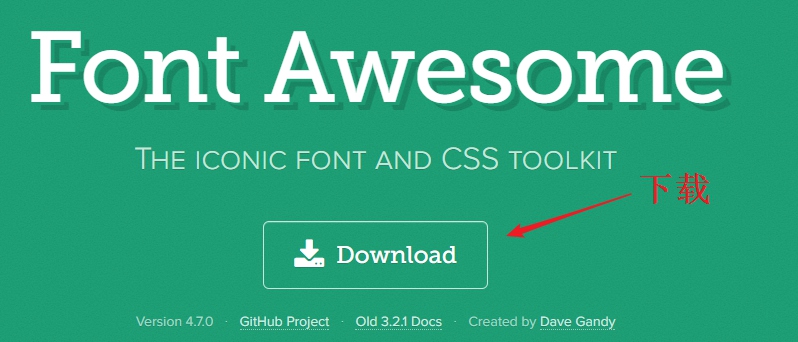 Font Awesome
THE ICONIC FONT AND CSS TOOLKIT
下载
Download
Version 4.7.0 · GitHub Project · Old 3.2.1 Docs · Created by Dave Gandy